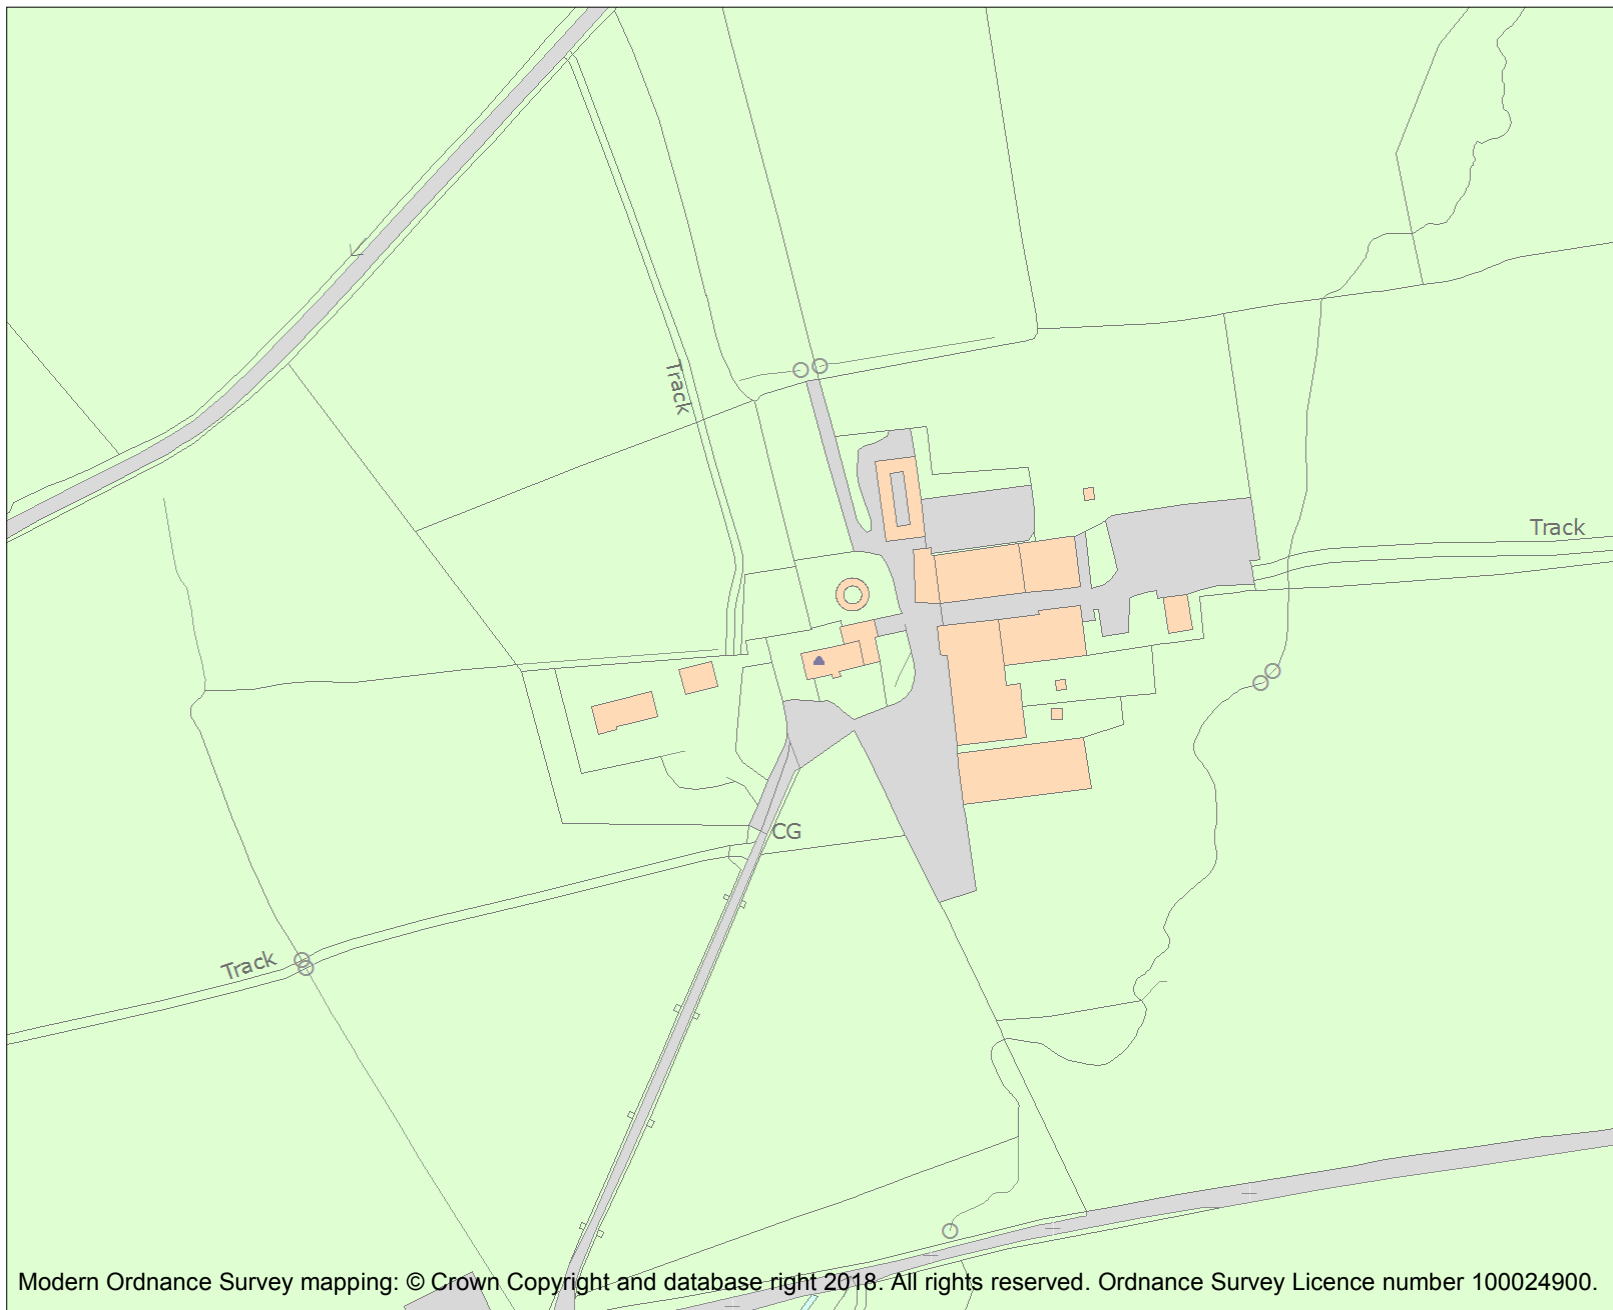 Track
Track
CG
Track
Modern Ordnance Survey mapping: © Crown Copyright and database right 2018. All rights reserved. Ordnance Survey Licence number 100024900.